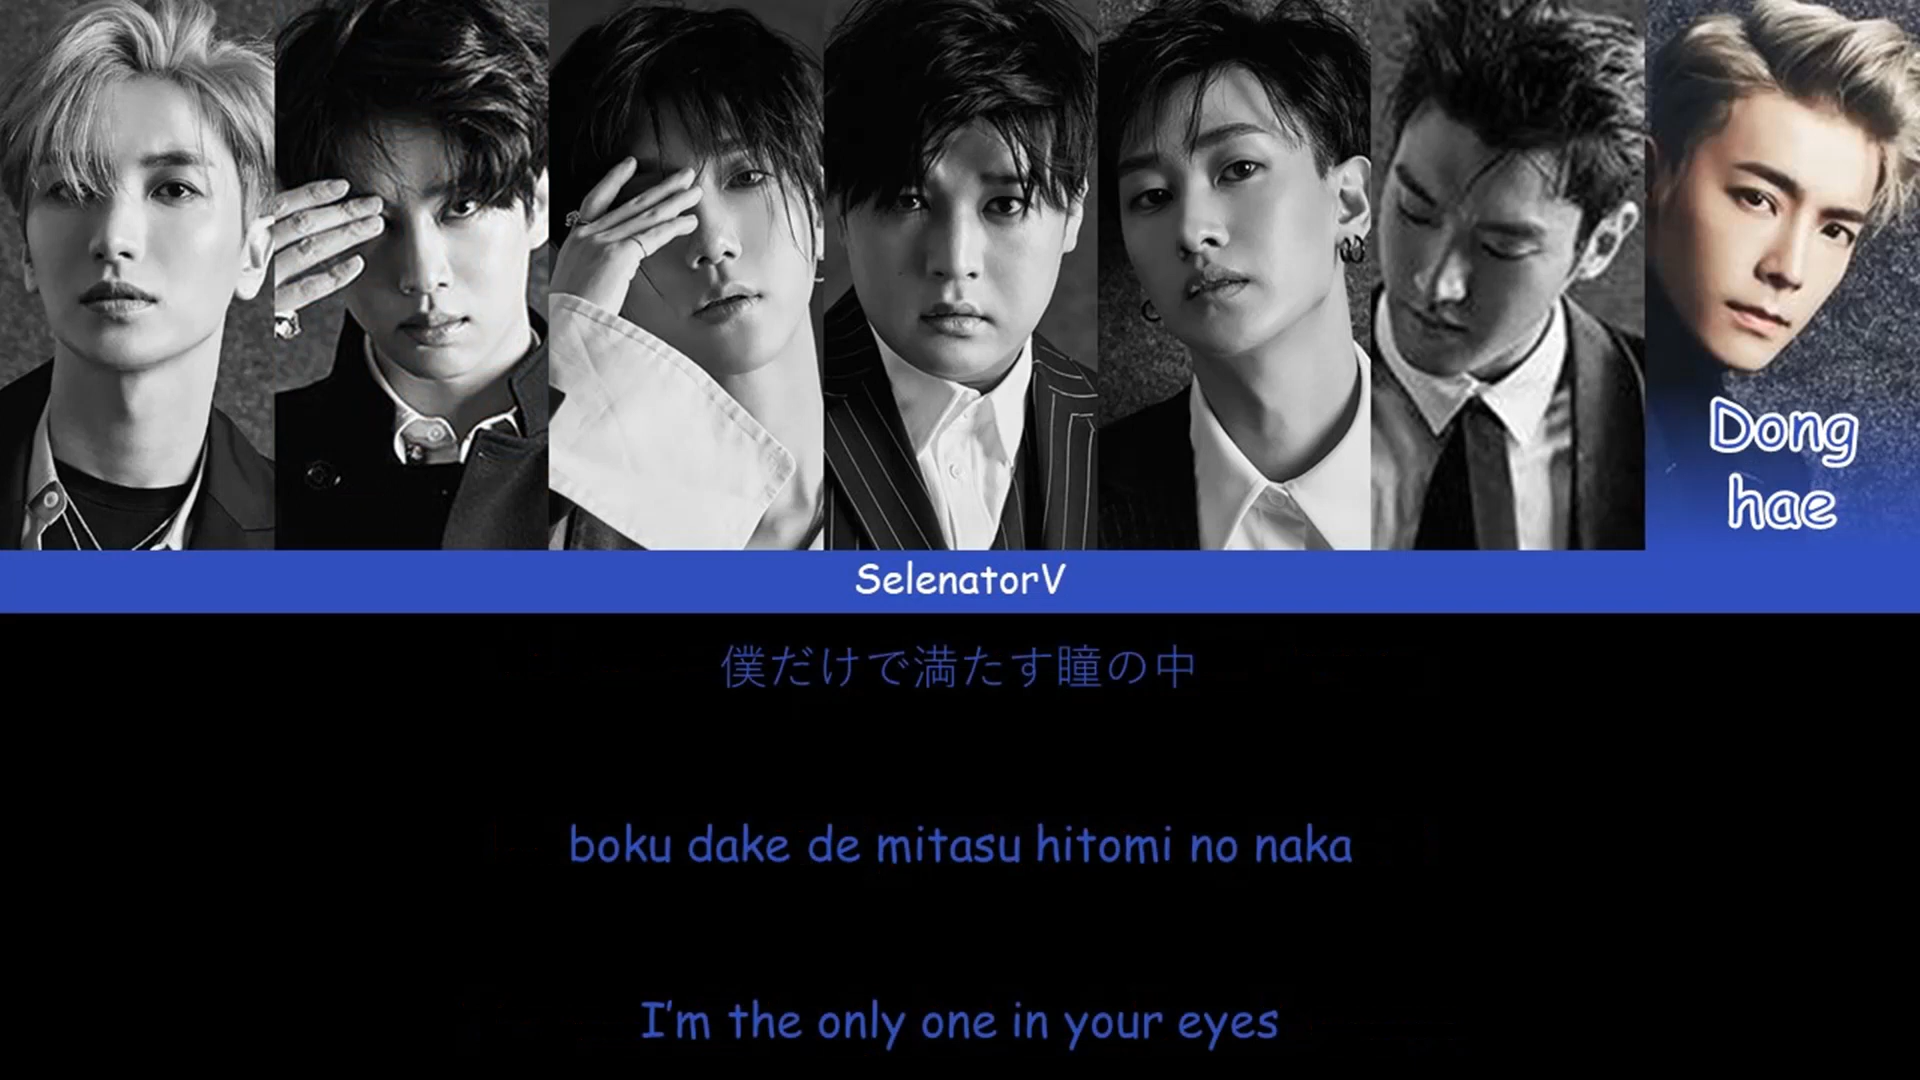 Dong
hae
SelenatorV
僕だけで満たす瞳の中
boku dake de mitasu hitomi no naka
I'm the only one in your eyes